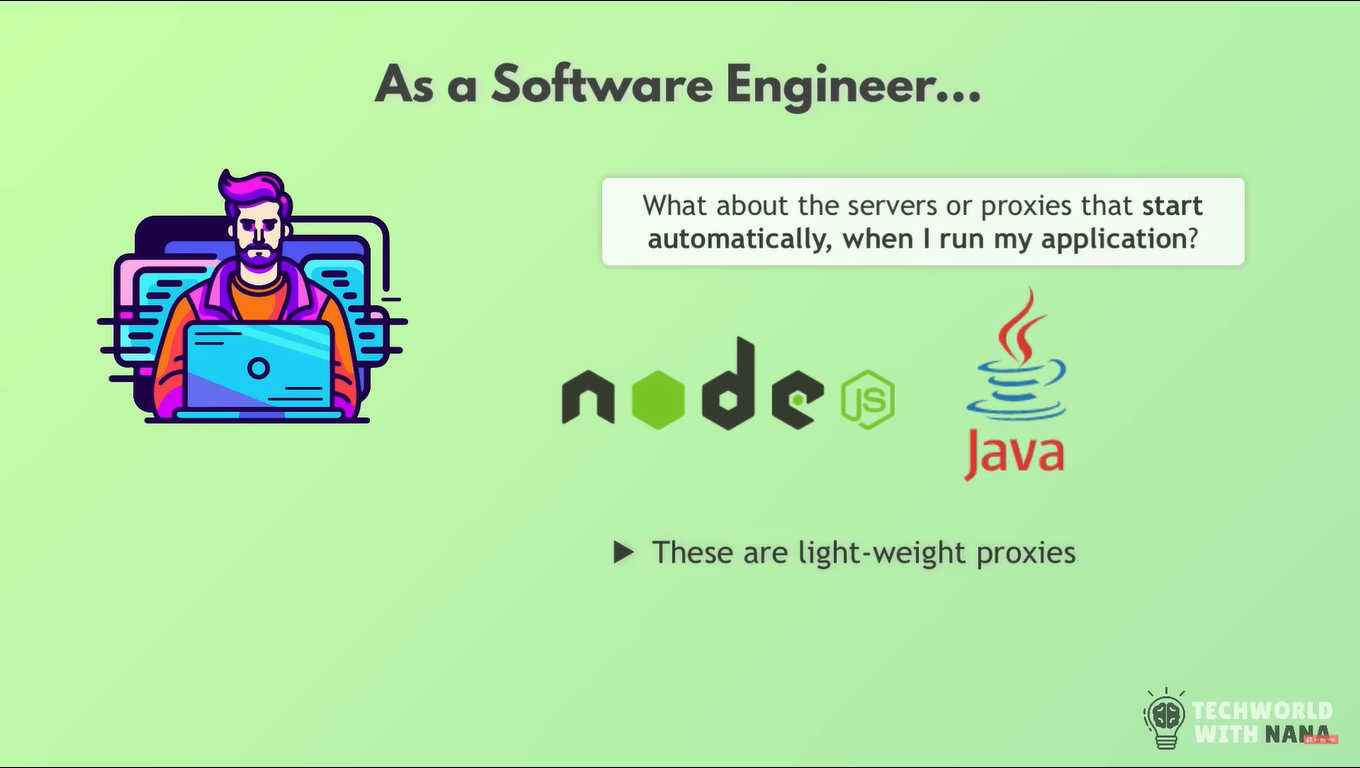 As a Software Engineer...
What about the servers or proxies that start
automatically, when I run my application?
node
JS
Java
▶ These are light-weight proxies
TECHWORLD
WITH NANA